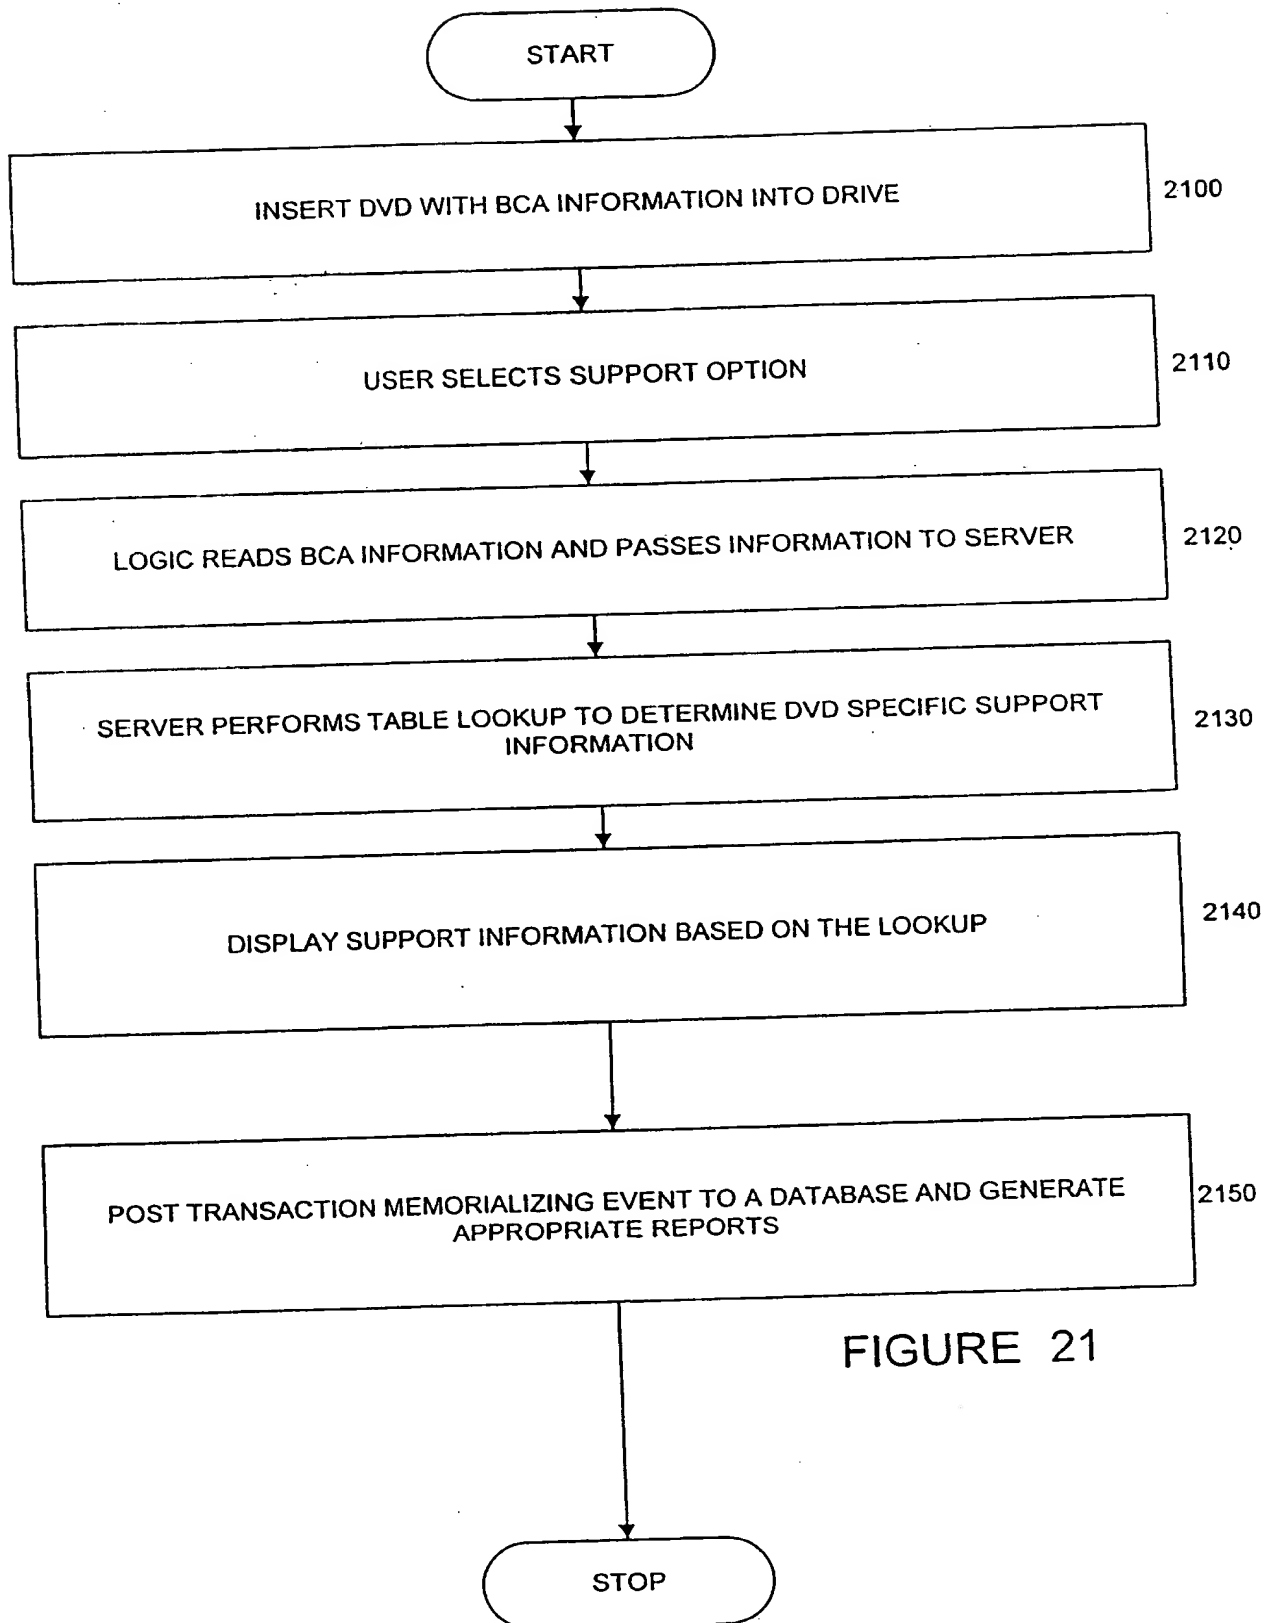 START
INSERT DVD WITH BCA INFORMATION INTO DRIVE
2100
USER SELECTS SUPPORT OPTION
2110
LOGIC READS BCA INFORMATION AND PASSES INFORMATION TO SERVER
2120
SERVER PERFORMS TABLE LOOKUP TO DETERMINE DVD SPECIFIC SUPPORT
INFORMATION
2130
DISPLAY SUPPORT INFORMATION BASED ON THE LOOKUP
2140
POST TRANSACTION MEMORIALIZING EVENT TO A DATABASE AND GENERATE
APPROPRIATE REPORTS
2150
FIGURE 21
STOP